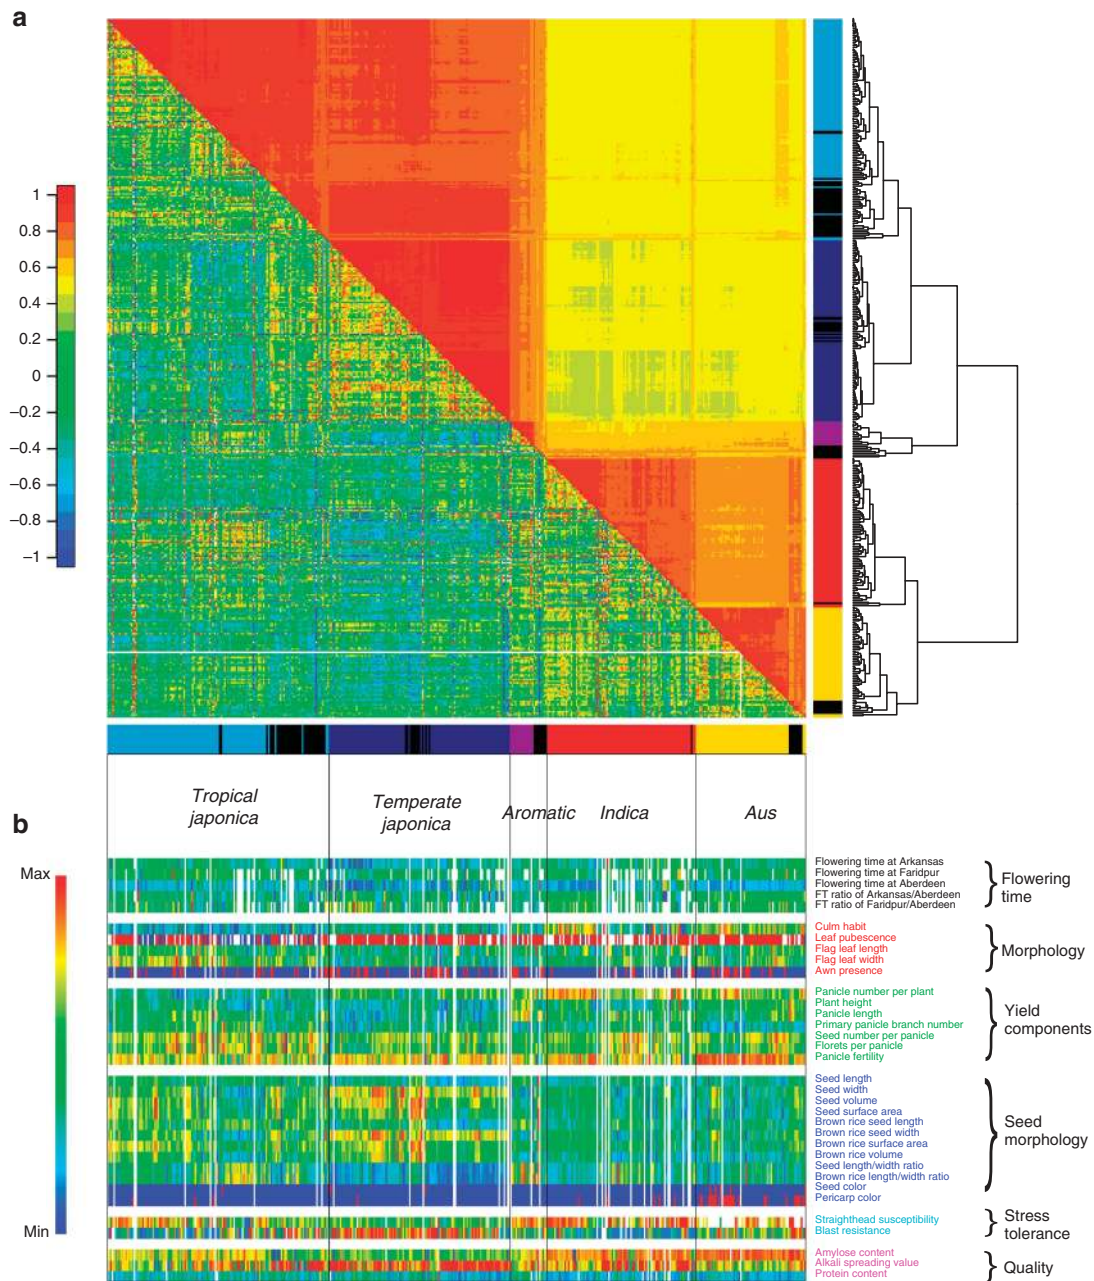 a
1
0.8
0.6
0.4
0.2
0
−0.2
−0.4
−0.6
−0.8
−1
Tropical
japonica
Temperate
japonica
Aromatic
Indica
Aus
b
Max
Min
Flowering time at Arkansas
Flowering time at Faridpur
Flowering time at Aberdeen
FT ratio of Arkansas/Aberdeen
FT ratio of Faridpur/Aberdeen
Flowering
time
Culm habit
Leaf pubescence
Flag leaf length
Flag leaf width
Awn presence
Morphology
Panicle number per plant
Plant height
Panicle length
Primary panicle branch number
Seed number per panicle
Florets per panicle
Panicle fertility
Yield
components
Seed length
Seed width
Seed volume
Seed surface area
Brown rice seed length
Brown rice seed width
Brown rice surface area
Brown rice volume
Seed length/width ratio
Brown rice length/width ratio
Seed color
Pericarp color
Seed
morphology
Straighthead susceptibility
Blast resistance
Stress
tolerance
Amylose content
Alkali spreading value
Protein content
Quality